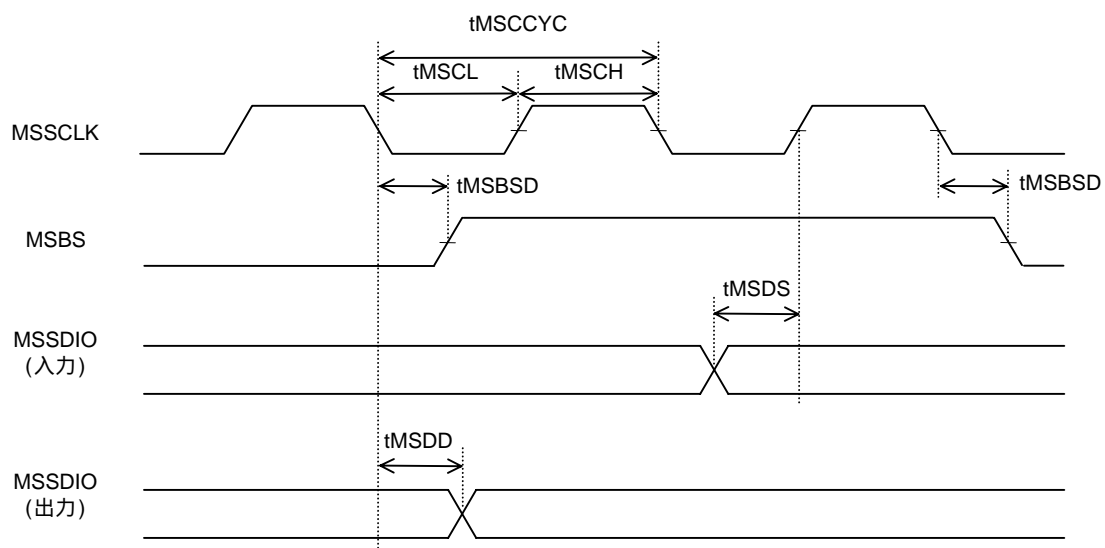 tMSCCYC
tMSCL
tMSCH
MSSCLK
tMSBSD
tMSBSD
MSBS
tMSDS
MSSDIO
(入力)
tMSDD
MSSDIO
(出力)